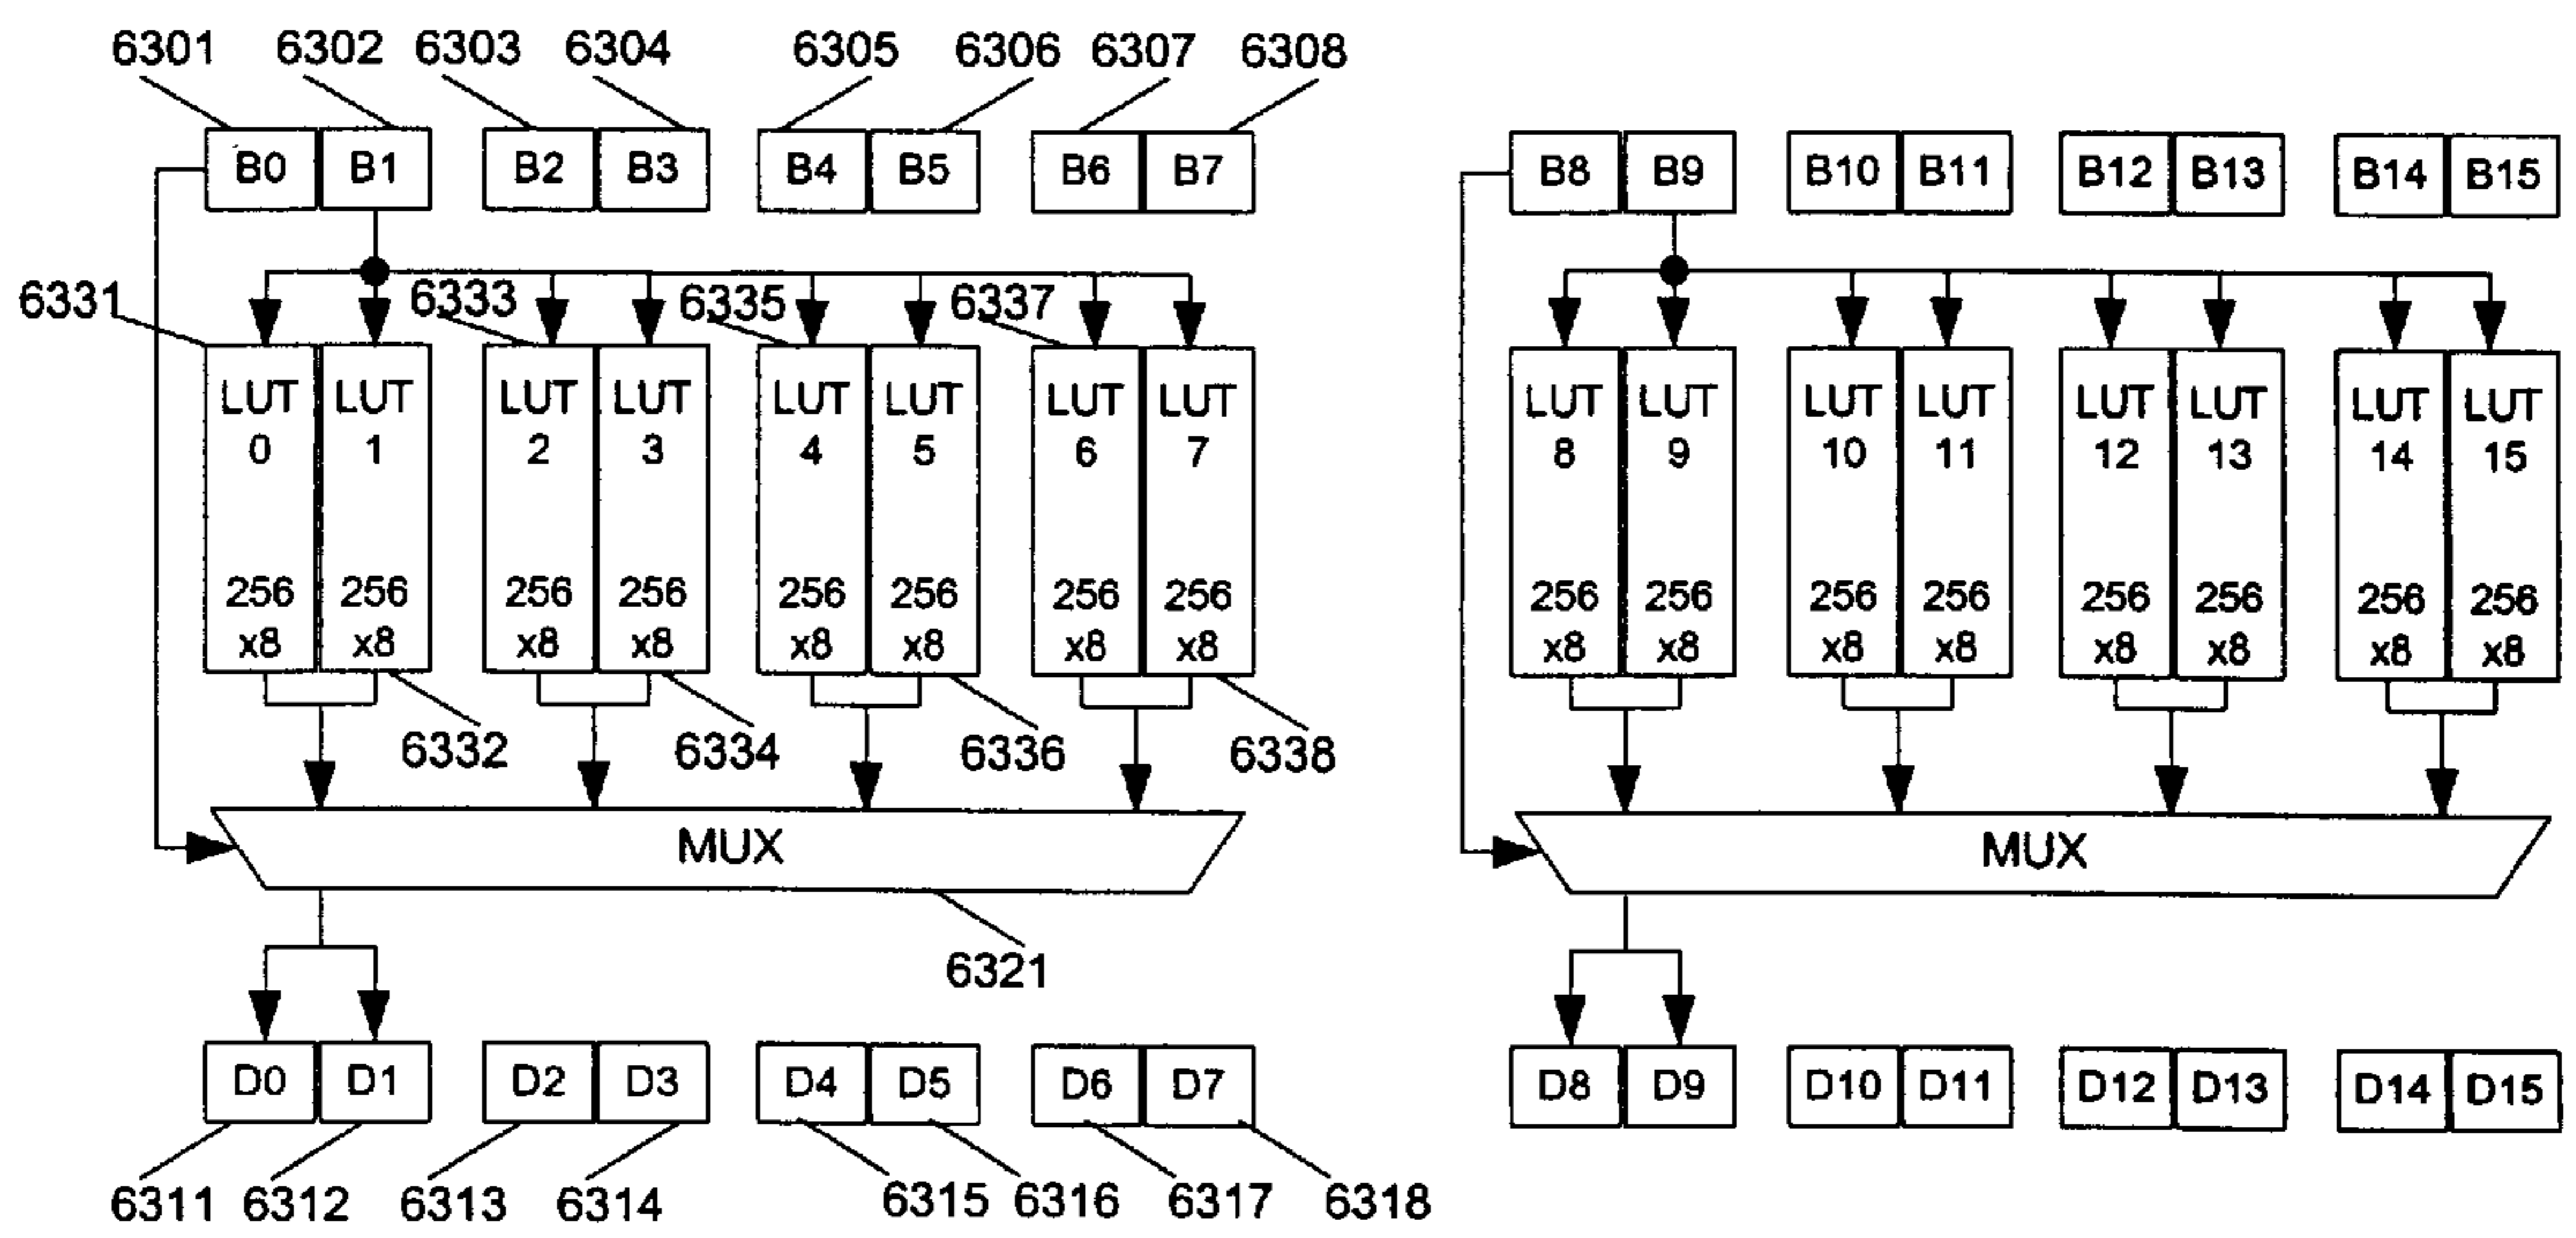 6301 6302 6303 6304 6305 6306 6307 6308
B0 B1 B2 B3 B4 B5 B6 B7 B8 B9 B10 B11 B12 B13 B14 B15
6331 6333 6335 6337
LUT LUT LUT LUT LUT LUT LUT LUT LUT LUT LUT LUT LUT LUT LUT LUT
0 1 2 3 4 5 6 7 8 9 10 11 12 13 14 15
256 256 256 256 256 256 256 256 256 256 256 256 256 256 256 256
x8 x8 x8 x8 x8 x8 x8 x8 x8 x8 x8 x8 x8 x8 x8 x8
6332 6334 6336 6338
MUX MUX
6321
D0 D1 D2 D3 D4 D5 D6 D7 D8 D9 D10 D11 D12 D13 D14 D15
6311 6312 6313 6314 6315 6316 6317 6318